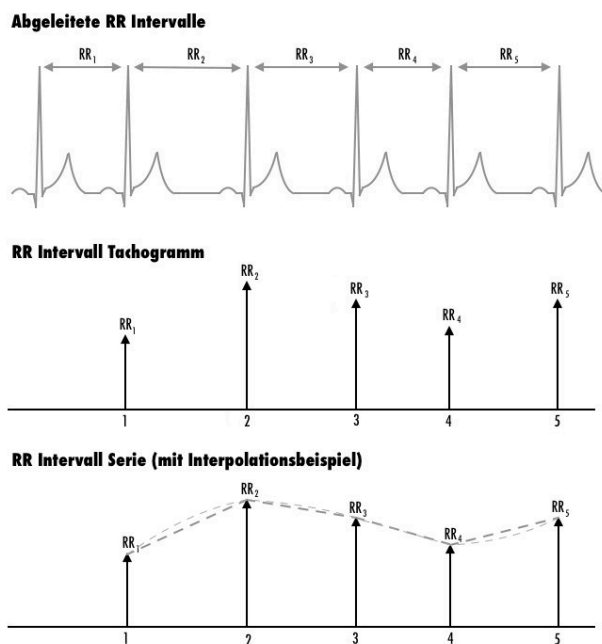 Abgeleitete RR Intervalle
RR1 RR2 RR3 RR4 RR5
RR Intervall Tachogramm
RR1 RR2 RR3 RR4 RR5
1 2 3 4 5
RR Intervall Serie (mit Interpolationsbeispiel)
RR1 RR2 RR3 RR4 RR5
1 2 3 4 5